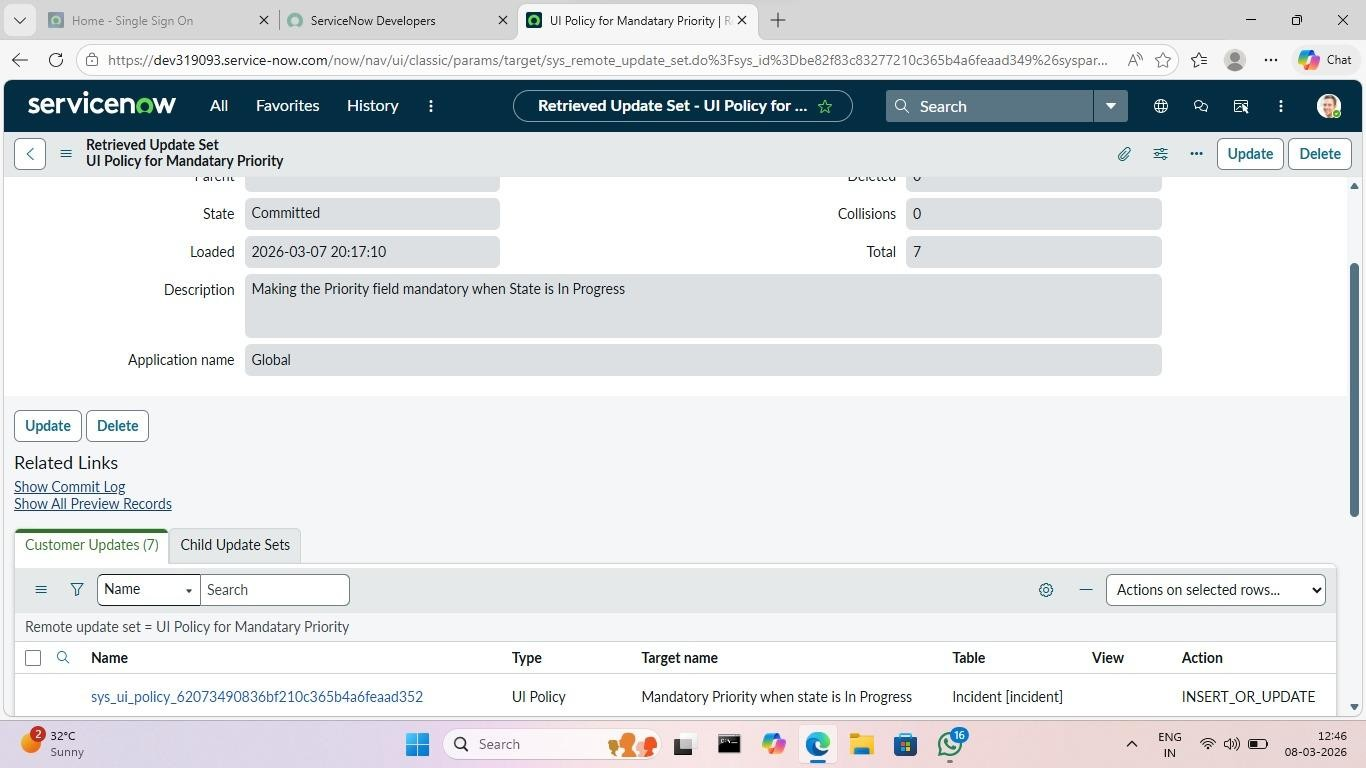 Home - Single Sign On
ServiceNow Developers
UI Policy for Mandatary Priority | R
https://dev319093.service-now.com/now/nav/ui/classic/params/target/sys_remote_update_set.do%3Fsys_id%3Dbe82f83c83277210c365b4a6feaad349%26syspar...
Chat
servicenow All Favorites History Retrieved Update Set - UI Policy for ... Search
Retrieved Update Set
UI Policy for Mandatary Priority
Update Delete
Parent Deleted 0
State Committed Collisions 0
Loaded 2026-03-07 20:17:10 Total 7
Description Making the Priority field mandatory when State is In Progress
Application name Global
Update Delete
Related Links
Show Commit Log
Show All Preview Records
Customer Updates (7) Child Update Sets
Name Search Actions on selected rows...
Remote update set = UI Policy for Mandatary Priority
Name Type Target name Table View Action
sys_ui_policy_62073490836bf210c365b4a6feaad352 UI Policy Mandatory Priority when state is In Progress Incident [incident] INSERT_OR_UPDATE
2 32°C
Sunny
Search
16
ENG
IN
12:46
08-03-2026